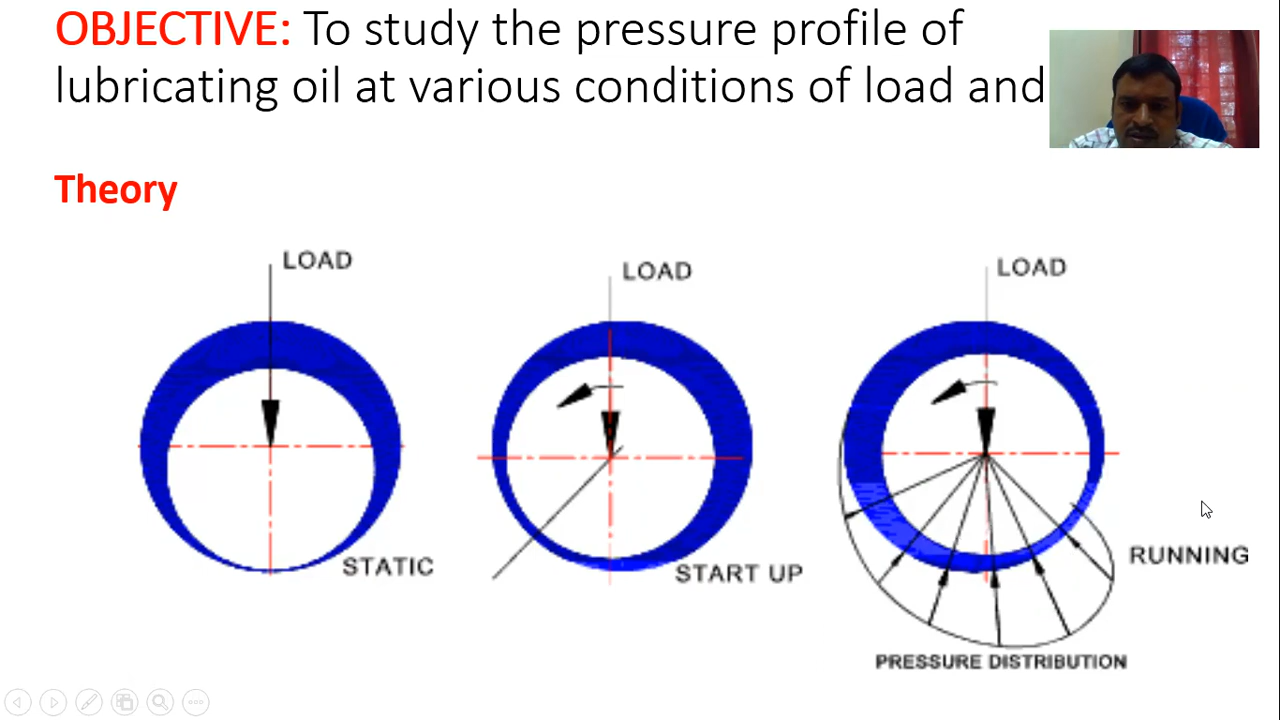 OBJECTIVE: To study the pressure profile of
lubricating oil at various conditions of load and
Theory
LOAD
LOAD
LOAD
STATIC
START UP
RUNNING
PRESSURE DISTRIBUTION